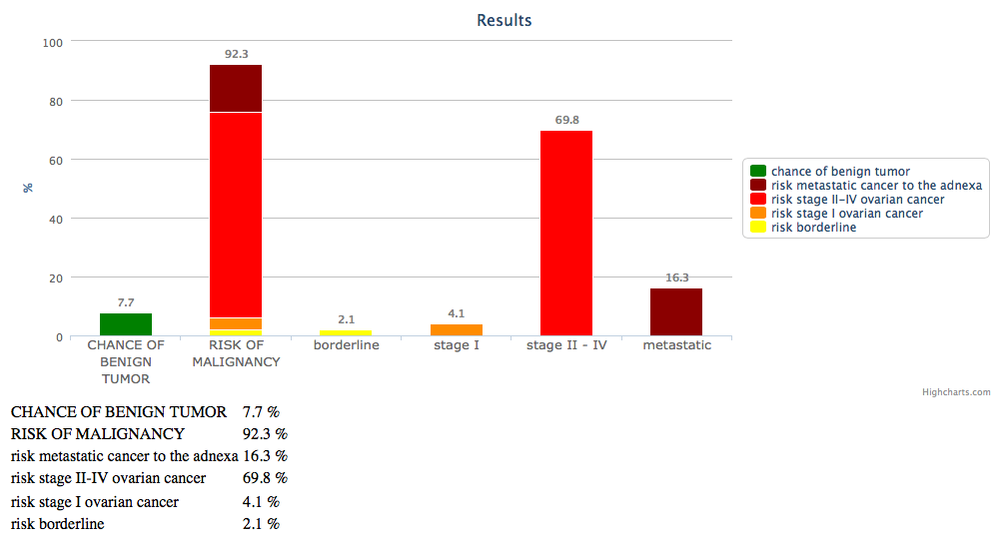 Results
100
80
60
40
20
0
%
7.7
92.3
2.1
4.1
69.8
16.3
CHANCE OF
BENIGN
TUMOR
RISK OF
MALIGNANCY
borderline
stage I
stage II - IV
metastatic
chance of benign tumor
risk metastatic cancer to the adnexa
risk stage II-IV ovarian cancer
risk stage I ovarian cancer
risk borderline
Highcharts.com
CHANCE OF BENIGN TUMOR 7.7 %
RISK OF MALIGNANCY 92.3 %
risk metastatic cancer to the adnexa 16.3 %
risk stage II-IV ovarian cancer 69.8 %
risk stage I ovarian cancer 4.1 %
risk borderline 2.1 %